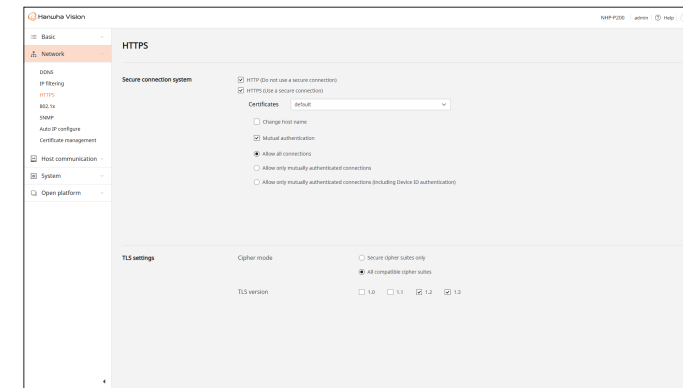 Hanwha Vision
NHP-P200 admin Help
Basic
Network
DDNS
IP filtering
HTTPS
802.1x
SNMP
Auto IP configure
Certificate management
Host communication
System
Open platform
HTTPS
Secure connection system
HTTP (Do not use a secure connection)
HTTPS (Use a secure connection)
Certificates default
Change host name
Mutual authentication
Allow all connections
Allow only mutually authenticated connections
Allow only mutually authenticated connections (Including Device ID authentication)
TLS settings
Cipher mode
Secure cipher suites only
All compatible cipher suites
TLS version
1.0 1.1 1.2 1.3